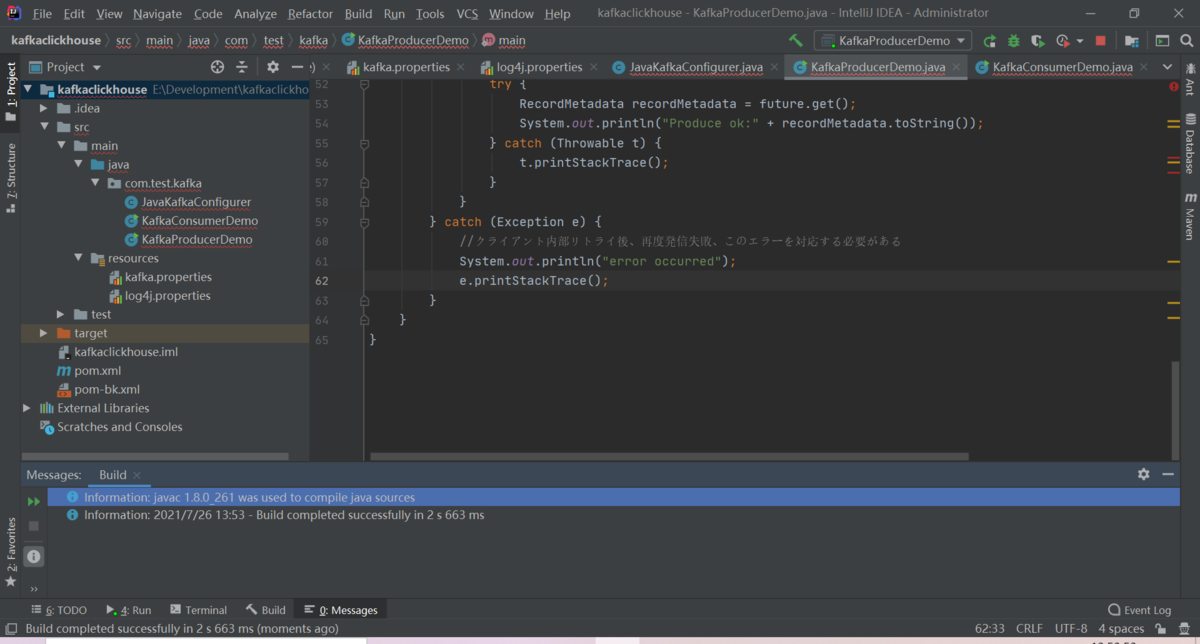 File Edit View Navigate Code Analyze Refactor Build Run Tools VCS Window Help kafkaclickhouse - KafkaProducerDemo.java - IntelliJ IDEA - Administrator
kafkaclickhouse src main java com test kafka KafkaProducerDemo main KafkaProducerDemo
Project kafka.properties log4j.properties JavaKafkaConfigurer.java KafkaProducerDemo.java KafkaConsumerDemo.java
1: Project
7: Structure
2: Favorites
kafkaclickhouse E:\Development\kafkaclickho
.idea
src
main
java
com.test.kafka
JavaKafkaConfigurer
KafkaConsumerDemo
KafkaProducerDemo
resources
kafka.properties
log4j.properties
test
target
kafkaclickhouse.iml
pom.xml
pom-bk.xml
External Libraries
Scratches and Consoles
52 try {
53 RecordMetadata recordMetadata = future.get();
54 System.out.println("Produce ok:" + recordMetadata.toString());
55 } catch (Throwable t) {
56 t.printStackTrace();
57 }
58 }
59 } catch (Exception e) {
60 //クライアント内部リトライ後、再度発信失敗、このエラーを対応する必要がある
61 System.out.println("error occurred");
62 e.printStackTrace();
63 }
64 }
65 }
Ant
Database
Maven
Messages: Build
Information: javac 1.8.0_261 was used to compile java sources
Information: 2021/7/26 13:53 - Build completed successfully in 2 s 663 ms
6: TODO 4: Run Terminal Build 0: Messages Event Log
Build completed successfully in 2 s 663 ms (moments ago) 62:33 CRLF UTF-8 4 spaces